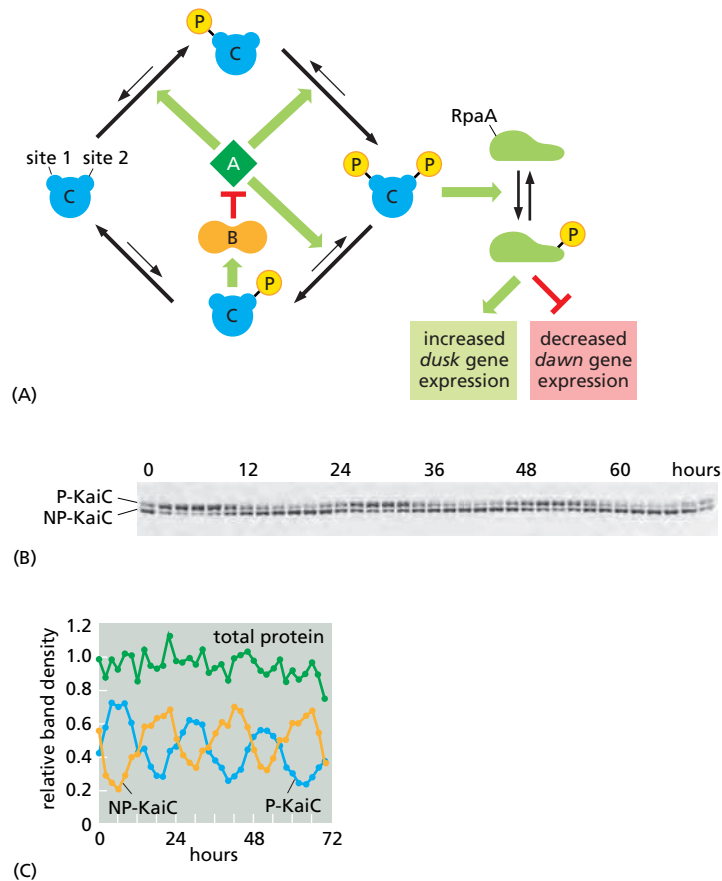 P
C
RpaA
site 1 site 2
A
P P
C
C
B
P
P
C
increased
dusk gene
expression
decreased
dawn gene
expression
(A)
0 12 24 36 48 60 hours
P-KaiC
NP-KaiC
(B)
1.2
total protein
1.0
0.8
0.6
0.4
0.2
0
relative band density
NP-KaiC
P-KaiC
0 24 48 72
hours
(C)